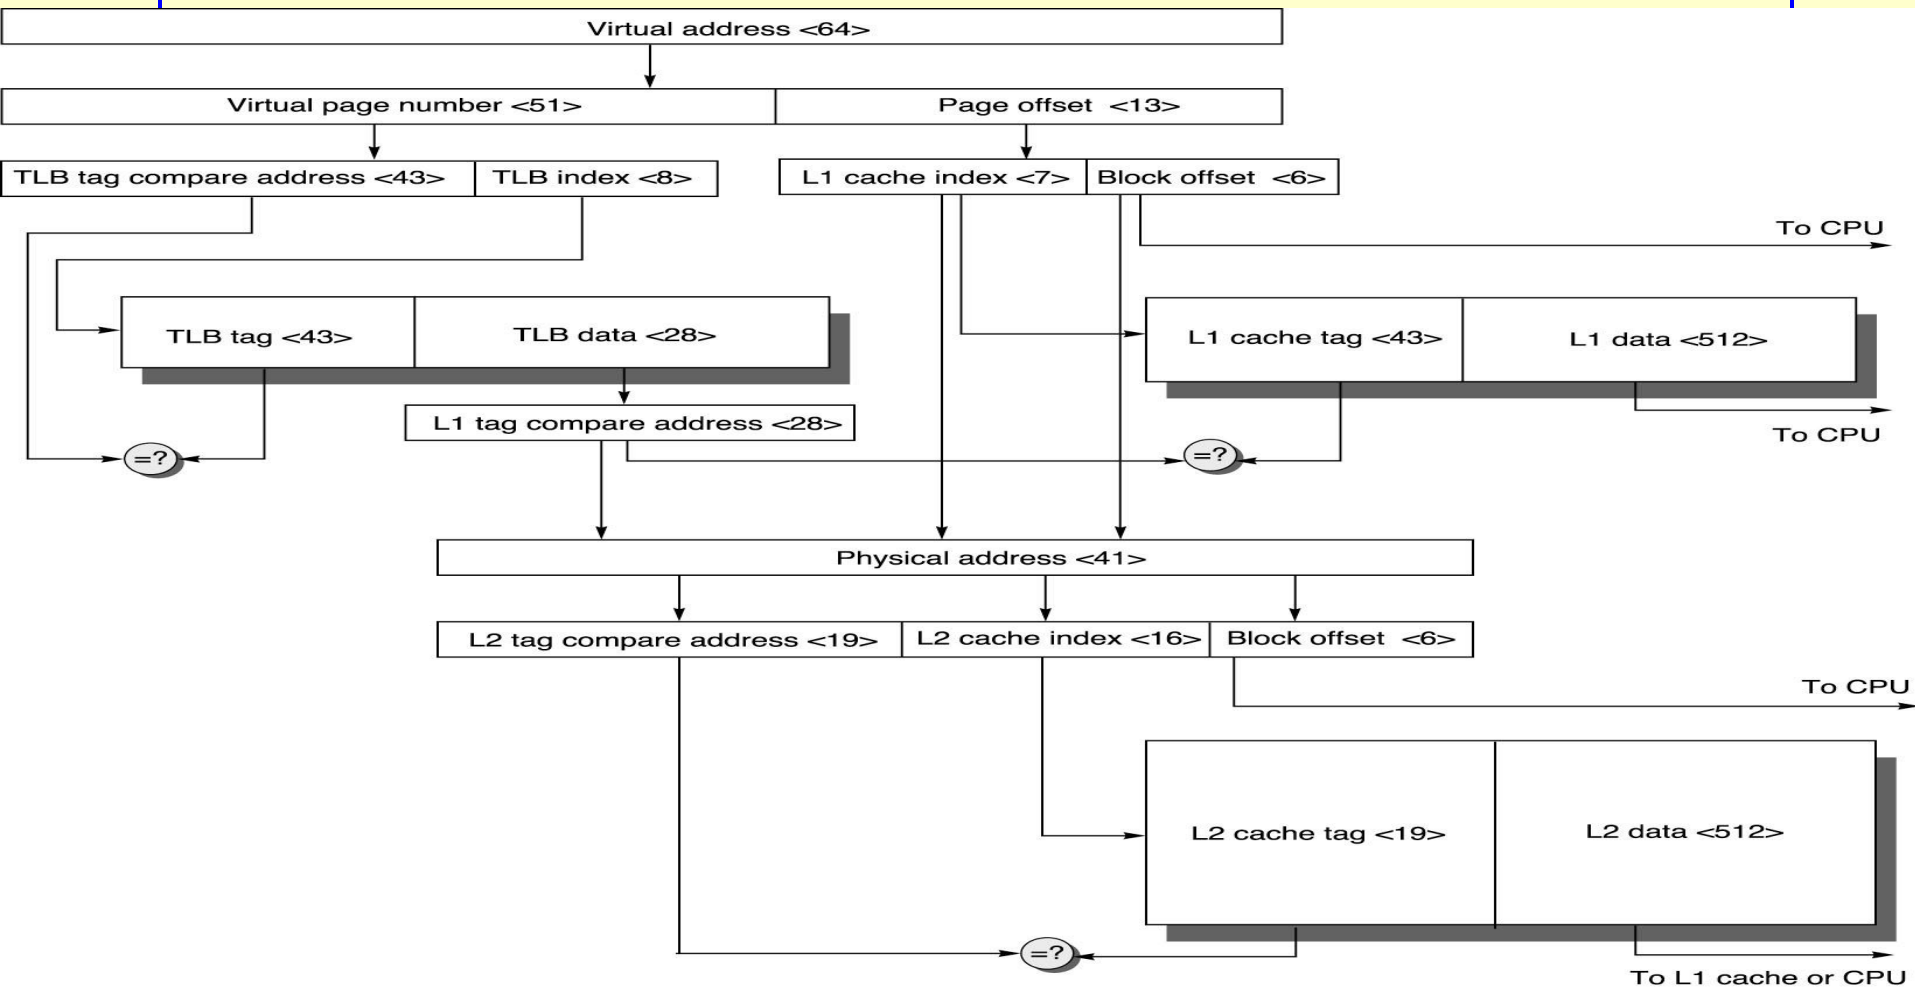 Virtual address <64>
Virtual page number <51>
Page offset <13>
TLB tag compare address <43>
TLB index <8>
L1 cache index <7>
Block offset <6>
To CPU
TLB tag <43>
TLB data <28>
L1 cache tag <43>
L1 data <512>
L1 tag compare address <28>
To CPU
=?
=?
Physical address <41>
L2 tag compare address <19>
L2 cache index <16>
Block offset <6>
To CPU
L2 cache tag <19>
L2 data <512>
=?
To L1 cache or CPU